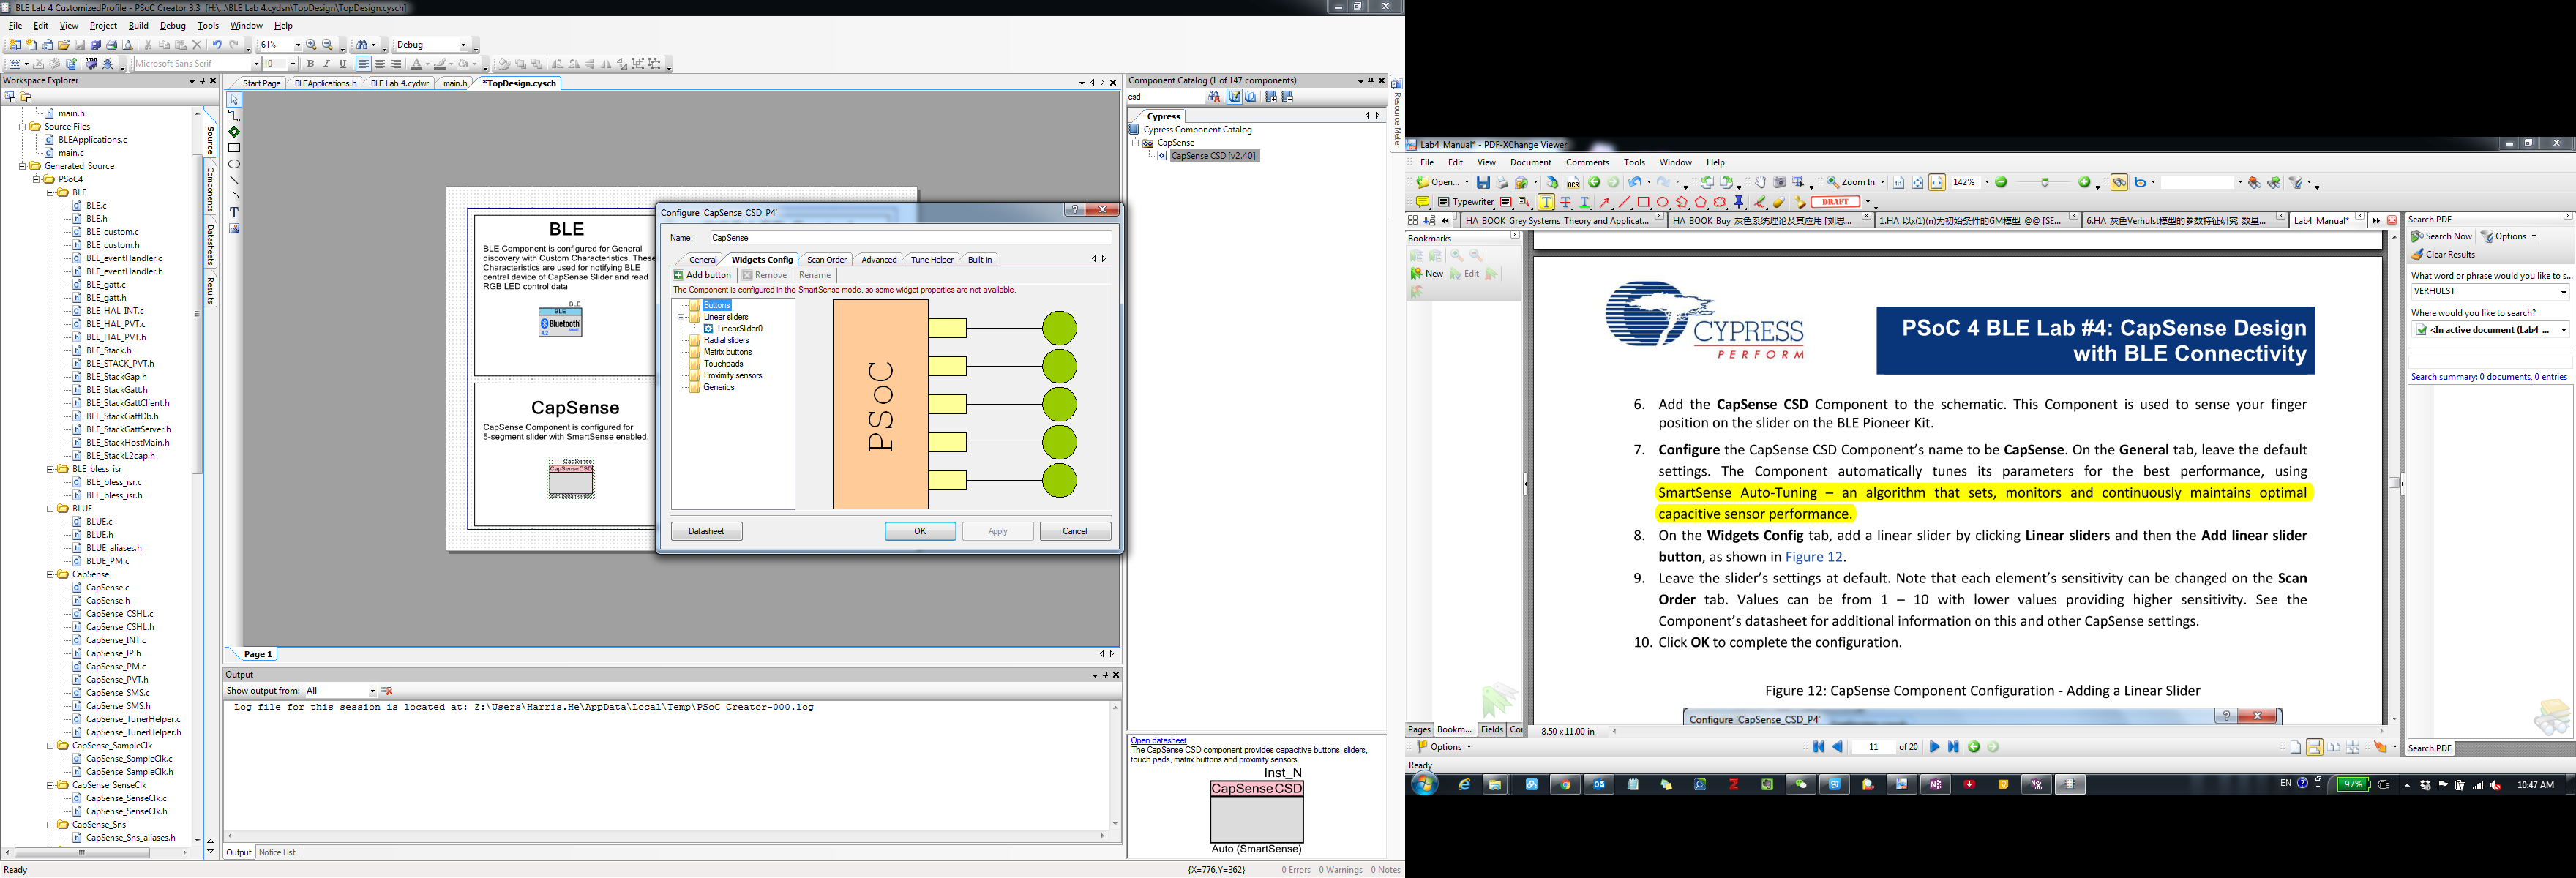 BLE Lab 4 CustomizedProfile - PSoC Creator 3.3 [H:\...\BLE Lab 4.cydsn\TopDesign\TopDesign.cysch]
File Edit View Project Build Debug Tools Window Help
61% Debug
Microsoft Sans Serif 10 B I U
Workspace Explorer
main.h
Source Files
BLEApplications.c
main.c
Generated_Source
PSoC4
BLE
BLE.c
BLE.h
BLE_custom.c
BLE_custom.h
BLE_eventHandler.c
BLE_eventHandler.h
BLE_gatt.c
BLE_gatt.h
BLE_HAL_INT.c
BLE_HAL_PVT.c
BLE_HAL_PVT.h
BLE_Stack.h
BLE_STACK_PVT.h
BLE_StackGap.h
BLE_StackGatt.h
BLE_StackGattClient.h
BLE_StackGattDb.h
BLE_StackGattServer.h
BLE_StackHostMain.h
BLE_StackL2cap.h
BLE_bless_isr
BLE_bless_isr.c
BLE_bless_isr.h
BLUE
BLUE.c
BLUE.h
BLUE_aliases.h
BLUE_PM.c
CapSense
CapSense.c
CapSense.h
CapSense_CSHL.c
CapSense_CSHL.h
CapSense_INT.c
CapSense_IP.h
CapSense_PM.c
CapSense_PVT.h
CapSense_SMS.c
CapSense_SMS.h
CapSense_TunerHelper.c
CapSense_TunerHelper.h
CapSense_SampleClk
CapSense_SampleClk.c
CapSense_SampleClk.h
CapSense_SenseClk
CapSense_SenseClk.c
CapSense_SenseClk.h
CapSense_Sns
CapSense_Sns_aliases.h
Source
Components
Datasheets
Results
Start Page BLEApplications.h BLE Lab 4.cydwr main.h *TopDesign.cysch
BLE
BLE Component is configured for General
discovery with Custom Characteristics. These
Characteristics are used for notifying BLE
central device of CapSense Slider and read
RGB LED control data
BLE
BLE
Bluetooth
CapSense
CapSense Component is configured for
5-segment slider with SmartSense enabled.
CapSense
CapSense CSD
Auto (SmartSense)
Configure 'CapSense_CSD_P4'
Name: CapSense
General Widgets Config Scan Order Advanced Tune Helper Built-in
Add button Remove Rename
The Component is configured in the SmartSense mode, so some widget properties are not available.
Buttons
Linear sliders
LinearSlider0
Radial sliders
Matrix buttons
Touchpads
Proximity sensors
Generics
PSoC
Datasheet OK Apply Cancel
Page 1
Output
Show output from: All
Log file for this session is located at: Z:\Users\Harris.He\AppData\Local\Temp\PSoC Creator-000.log
Output Notice List
Ready {X=776,Y=362} 0 Errors 0 Warnings 0 Notes
Component Catalog (1 of 147 components)
csd
Cypress
Cypress Component Catalog
CapSense
CapSense CSD [v2.40]
Resource Meter
Open datasheet
The CapSense CSD component provides capacitive buttons, sliders,
touch pads, matrix buttons and proximity sensors.
Inst_N
CapSense CSD
Auto (SmartSense)
Lab4_Manual* - PDF-XChange Viewer
File Edit View Document Comments Tools Window Help
Open... OCR Zoom In 142%
Typewriter DRAFT
HA_BOOK_Grey Systems_Theory and Applicat... HA_BOOK_Buy_灰色系统理论及其应用 [刘思... 1.HA_以x(1)(n)为初始条件的GM模型_@@ [SE... 6.HA_灰色Verhulst模型的参数特征研究_数量... Lab4_Manual*
Bookmarks
New Edit
CYPRESS
PERFORM
PSoC 4 BLE Lab #4: CapSense Design
with BLE Connectivity
6. Add the CapSense CSD Component to the schematic. This Component is used to sense your finger
position on the slider on the BLE Pioneer Kit.
7. Configure the CapSense CSD Component's name to be CapSense. On the General tab, leave the default
settings. The Component automatically tunes its parameters for the best performance, using
SmartSense Auto-Tuning – an algorithm that sets, monitors and continuously maintains optimal
capacitive sensor performance.
8. On the Widgets Config tab, add a linear slider by clicking Linear sliders and then the Add linear slider
button, as shown in Figure 12.
9. Leave the slider's settings at default. Note that each element's sensitivity can be changed on the Scan
Order tab. Values can be from 1 – 10 with lower values providing higher sensitivity. See the
Component's datasheet for additional information on this and other CapSense settings.
10. Click OK to complete the configuration.
Figure 12: CapSense Component Configuration - Adding a Linear Slider
Configure 'CapSense_CSD_P4'
Search PDF
Search Now Options
Clear Results
What word or phrase would you like to s...
VERHULST
Where would you like to search?
<In active document (Lab4_...
Search summary: 0 documents, 0 entries
Pages Bookm... Fields
8.50 x 11.00 in
Options 11 of 20 Search PDF
Ready
EN 97% 10:47 AM